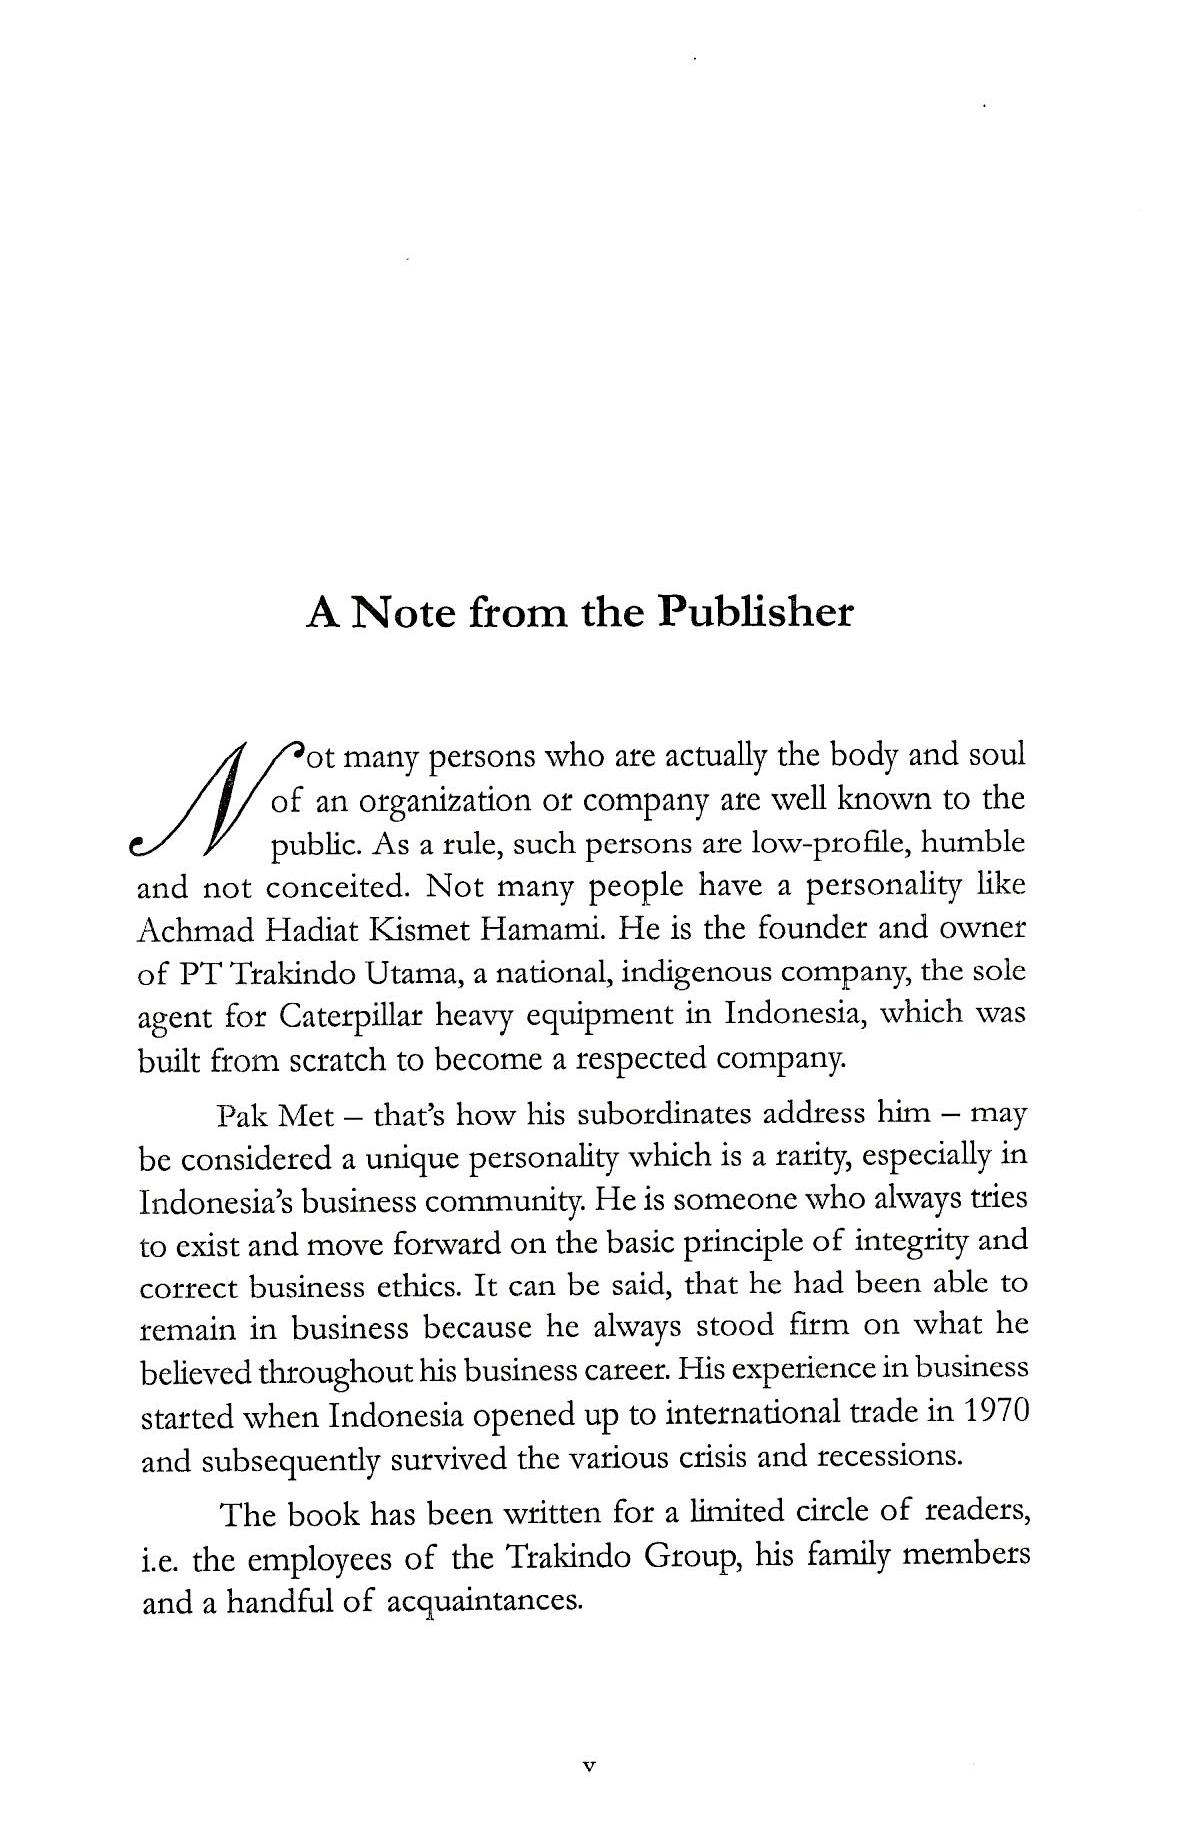 A Note from the Publisher
Not many persons who are actually the body and soul
of an organization or company are well known to the
public. As a rule, such persons are low-profile, humble
and not conceited. Not many people have a personality like
Achmad Hadiat Kismet Hamami. He is the founder and owner
of PT Trakindo Utama, a national, indigenous company, the sole
agent for Caterpillar heavy equipment in Indonesia, which was
built from scratch to become a respected company.
Pak Met – that's how his subordinates address him – may
be considered a unique personality which is a rarity, especially in
Indonesia's business community. He is someone who always tries
to exist and move forward on the basic principle of integrity and
correct business ethics. It can be said, that he had been able to
remain in business because he always stood firm on what he
believed throughout his business career. His experience in business
started when Indonesia opened up to international trade in 1970
and subsequently survived the various crisis and recessions.
The book has been written for a limited circle of readers,
i.e. the employees of the Trakindo Group, his family members
and a handful of acquaintances.
v